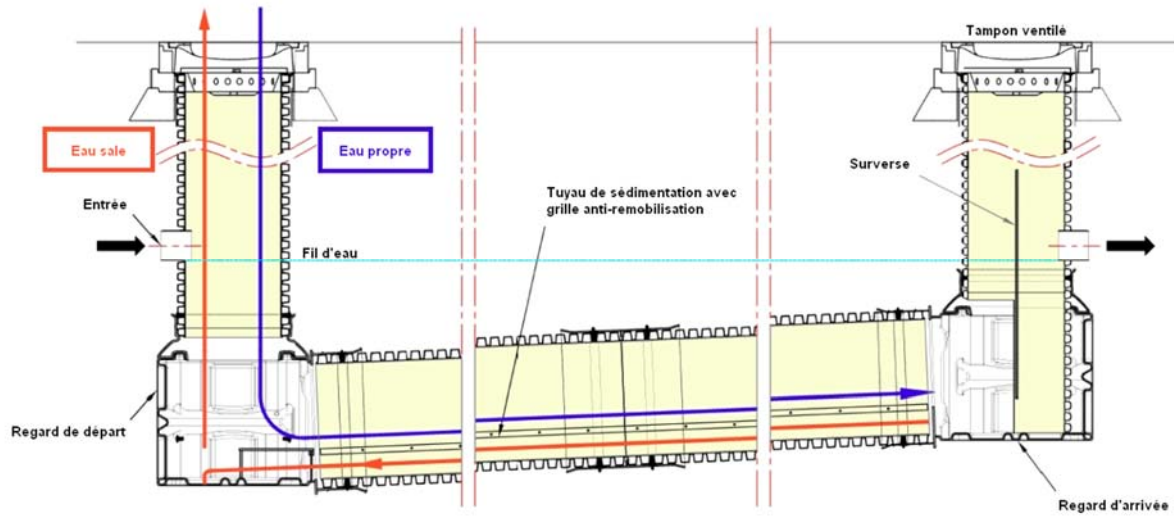 Tampon ventilé
Eau sale
Eau propre
Surverse
Tuyau de sédimentation avec
grille anti-remobilisation
Entrée
Fil d'eau
Regard de départ
Regard d'arrivée